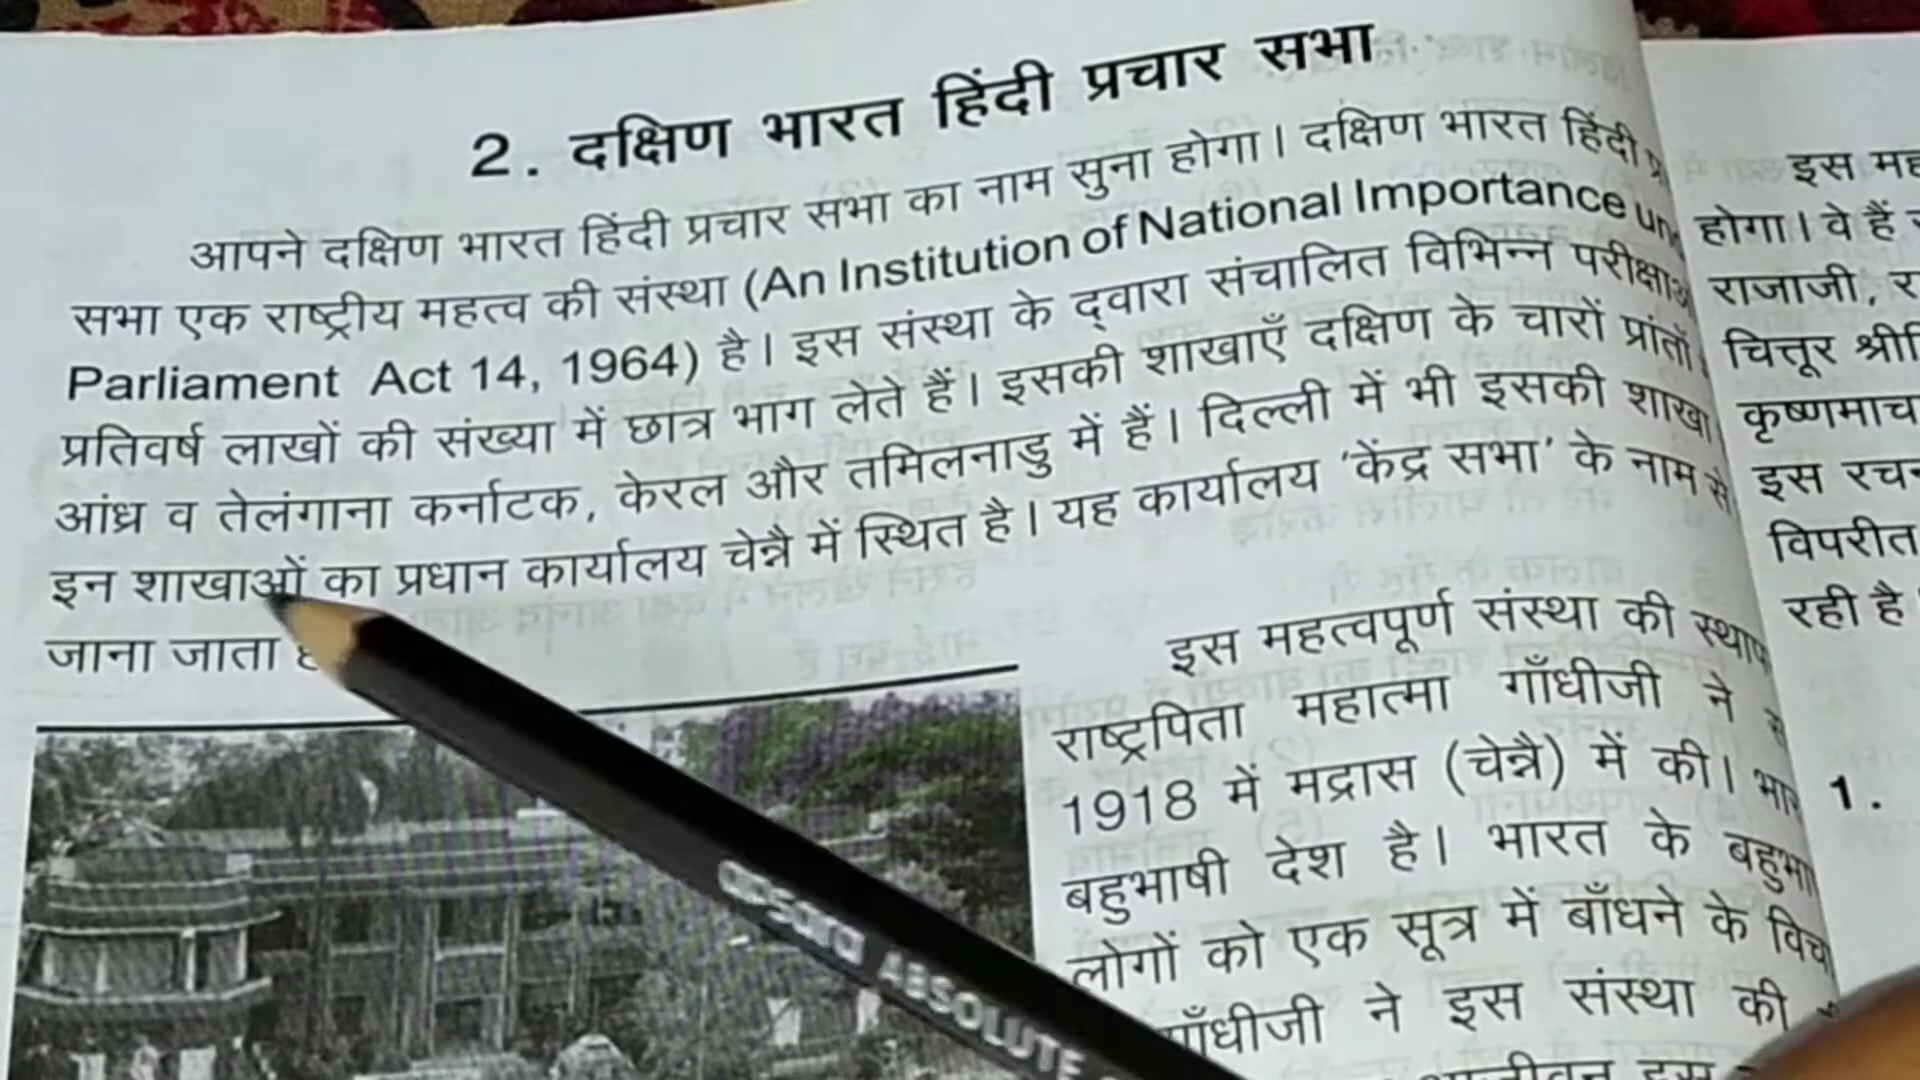 2. दक्षिण भारत हिंदी प्रचार सभा
आपने दक्षिण भारत हिंदी प्रचार सभा का नाम सुना होगा। दक्षिण भारत हिंदी
सभा एक राष्ट्रीय महत्व की संस्था (An Institution of National Importance
Parliament Act 14, 1964) है। इस संस्था के द्वारा संचालित विभिन्न
प्रतिवर्ष लाखों की संख्या में छात्र भाग लेते हैं। इसकी शाखाएँ दक्षिण के चारों प्रांतों
आंध्र व तेलंगाना कर्नाटक, केरल और तमिलनाडु में हैं। दिल्ली में भी इसकी शाखा
इन शाखाओं का प्रधान कार्यालय चेन्नै में स्थित है। यह कार्यालय 'केंद्र सभा' के नाम से
जाना जाता
इस महत्वपूर्ण संस्था की
राष्ट्रपिता महात्मा गाँधीजी ने
1918 में मद्रास (चेन्नै) में की।
बहुभाषी देश है। भारत के
लोगों को एक सूत्र में बाँधने के
गाँधीजी ने इस संस्था की
इस
होगा। वे हैं
राजाजी,
चित्तूर
इस
विपरीत
रही है
1.
apsara ABSOLUTE